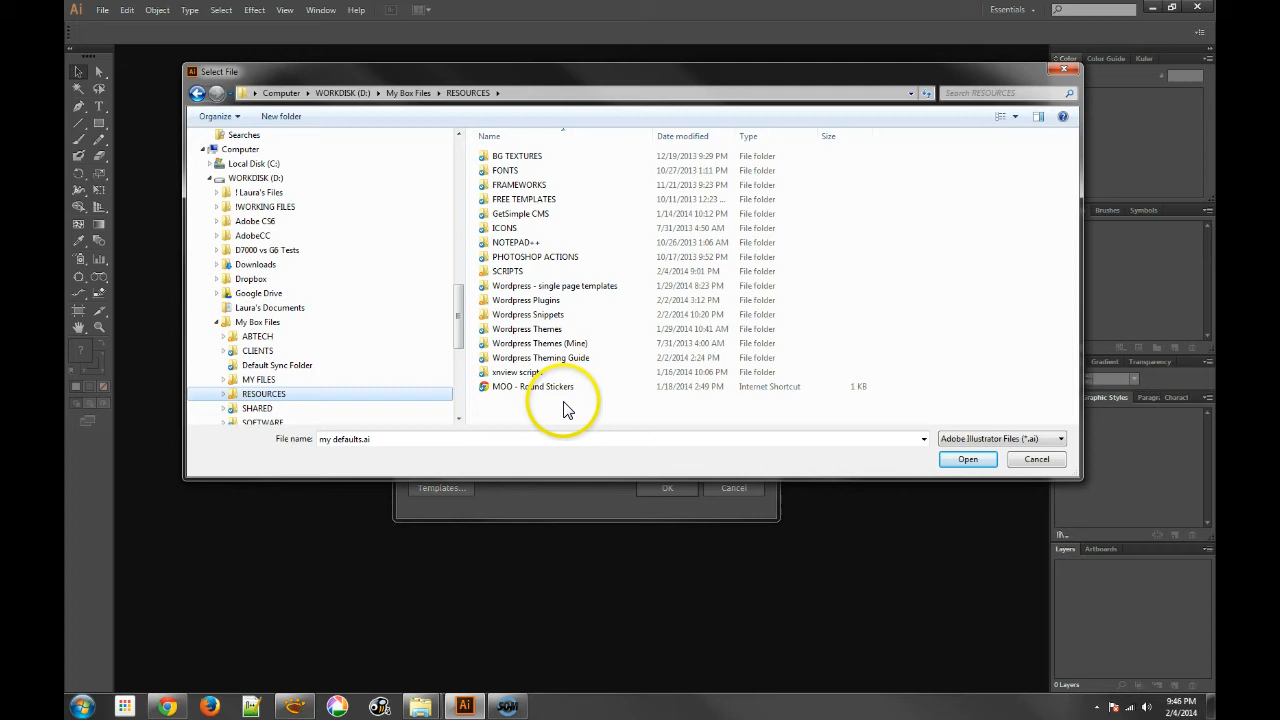 Ai File Edit Object Type Select Effect View Window Help Br Essentials
Select File
Computer WORKDISK (D:) My Box Files RESOURCES Search RESOURCES
Organize New folder
Name Date modified Type Size
Searches
Computer
Local Disk (C:)
WORKDISK (D:)
! Laura's Files
!WORKING FILES
Adobe CS6
AdobeCC
D7000 vs G6 Tests
Downloads
Dropbox
Google Drive
Laura's Documents
My Box Files
ABTECH
CLIENTS
Default Sync Folder
MY FILES
RESOURCES
SHARED
SOFTWARE
BG TEXTURES 12/19/2013 9:29 PM File folder
FONTS 10/27/2013 1:11 PM File folder
FRAMEWORKS 11/21/2013 9:23 PM File folder
FREE TEMPLATES 10/11/2013 12:23 ... File folder
GetSimple CMS 1/14/2014 10:12 PM File folder
ICONS 7/31/2013 4:50 AM File folder
NOTEPAD++ 10/26/2013 1:06 AM File folder
PHOTOSHOP ACTIONS 10/17/2013 9:52 PM File folder
SCRIPTS 2/4/2014 9:01 PM File folder
Wordpress - single page templates 1/29/2014 8:23 PM File folder
Wordpress Plugins 2/2/2014 3:12 PM File folder
Wordpress Snippets 2/2/2014 10:20 PM File folder
Wordpress Themes 1/29/2014 10:41 AM File folder
Wordpress Themes (Mine) 7/31/2013 4:00 AM File folder
Wordpress Theming Guide 2/2/2014 2:24 PM File folder
xnview scripts 1/16/2014 10:06 PM File folder
MOO - Round Stickers 1/18/2014 2:49 PM Internet Shortcut 1 KB
File name: my defaults.ai Adobe Illustrator Files (*.ai)
Open Cancel
Templates... OK Cancel
Color Color Guide Kuler
#
Brushes Symbols
Gradient Transparency
Graphic Styles Paragr Charact
Layers Artboards
0 Layers
Ai
9:46 PM
2/4/2014